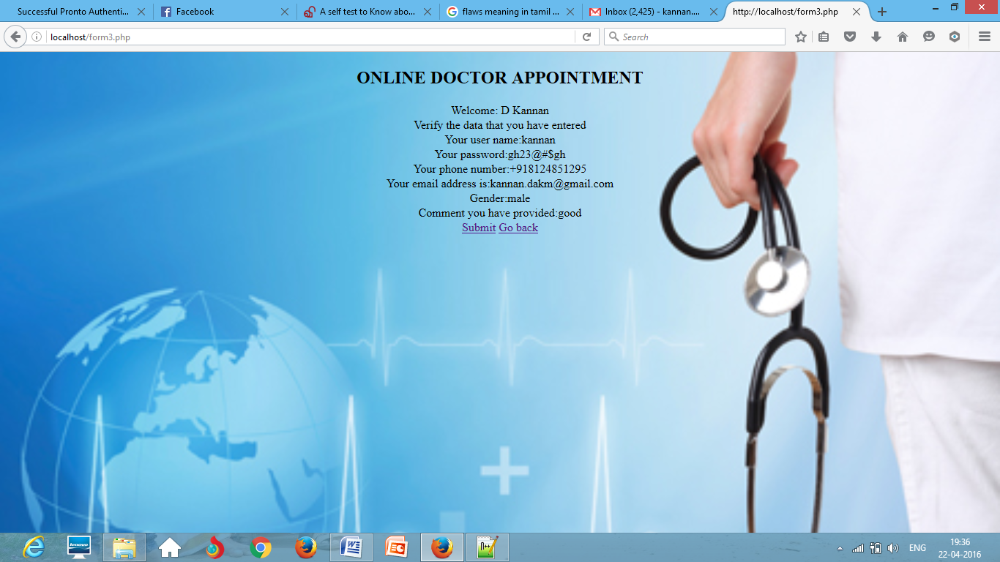 Successful Pronto Authenti...
Facebook
A self test to Know abo...
flaws meaning in tamil ...
Inbox (2,425) - kannan....
http://localhost/form3.php
localhost/form3.php
Search
ONLINE DOCTOR APPOINTMENT
Welcome: D Kannan
Verify the data that you have entered
Your user name:kannan
Your password:gh23@#$gh
Your phone number:+918124851295
Your email address is:kannan.dakm@gmail.com
Gender:male
Comment you have provided:good
Submit Go back
lenovo
ENG
19:36
22-04-2016